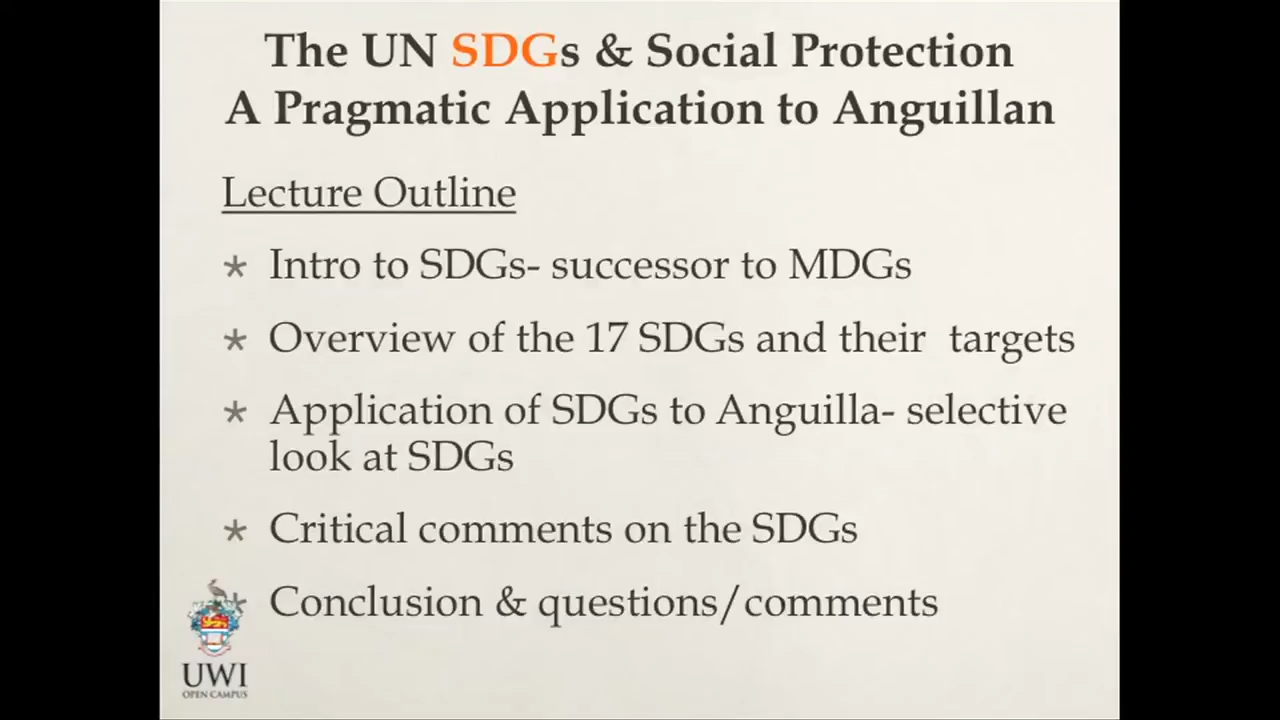 The UN SDGs & Social Protection
A Pragmatic Application to Anguillan
Lecture Outline
* Intro to SDGs- successor to MDGs
* Overview of the 17 SDGs and their  targets
* Application of SDGs to Anguilla- selective
look at SDGs
* Critical comments on the SDGs
* Conclusion & questions/comments
UWI
OPEN CAMPUS